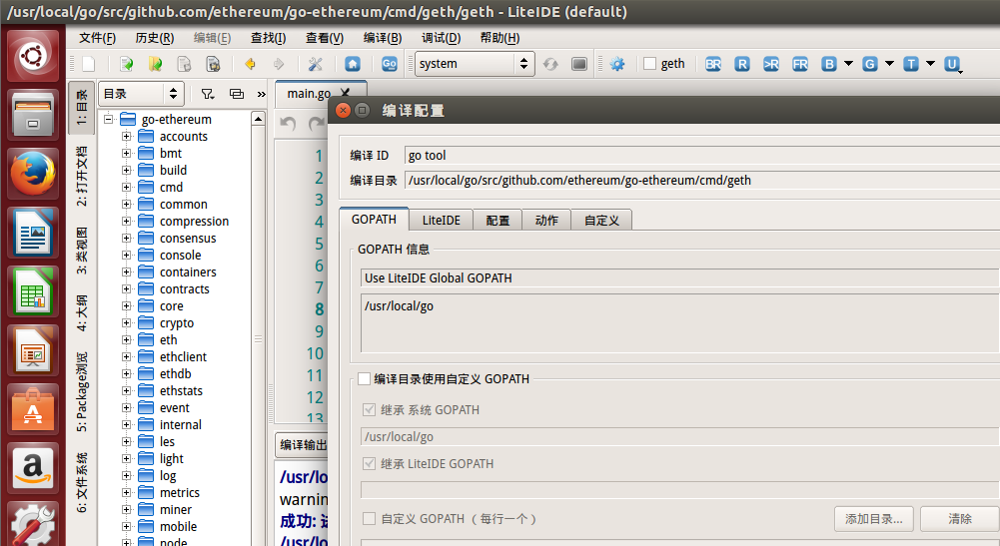 /usr/local/go/src/github.com/ethereum/go-ethereum/cmd/geth/geth - LiteIDE (default)
文件(F) 历史(R) 编辑(E) 查找(I) 查看(V) 编译(B) 调试(D) 帮助(H)
Go system geth BR R >R FR B G T U
1: 目录
2: 打开文档
3: 类视图
4: 大纲
5: Package浏览
6: 文件系统
目录 »
go-ethereum
accounts
bmt
build
cmd
common
compression
consensus
console
containers
contracts
core
crypto
eth
ethclient
ethdb
ethstats
event
internal
les
light
log
metrics
miner
mobile
node
main.go
1
2
3
4
5
6
7
8
9
10
11
12
13
编译输出
/usr/lo
warnin
成功: 进
/usr/lo
编译配置
编译 ID go tool
编译目录 /usr/local/go/src/github.com/ethereum/go-ethereum/cmd/geth
GOPATH LiteIDE 配置 动作 自定义
GOPATH 信息
Use LiteIDE Global GOPATH
/usr/local/go
编译目录使用自定义 GOPATH
继承 系统 GOPATH
/usr/local/go
继承 LiteIDE GOPATH
自定义 GOPATH （每行一个） 添加目录... 清除